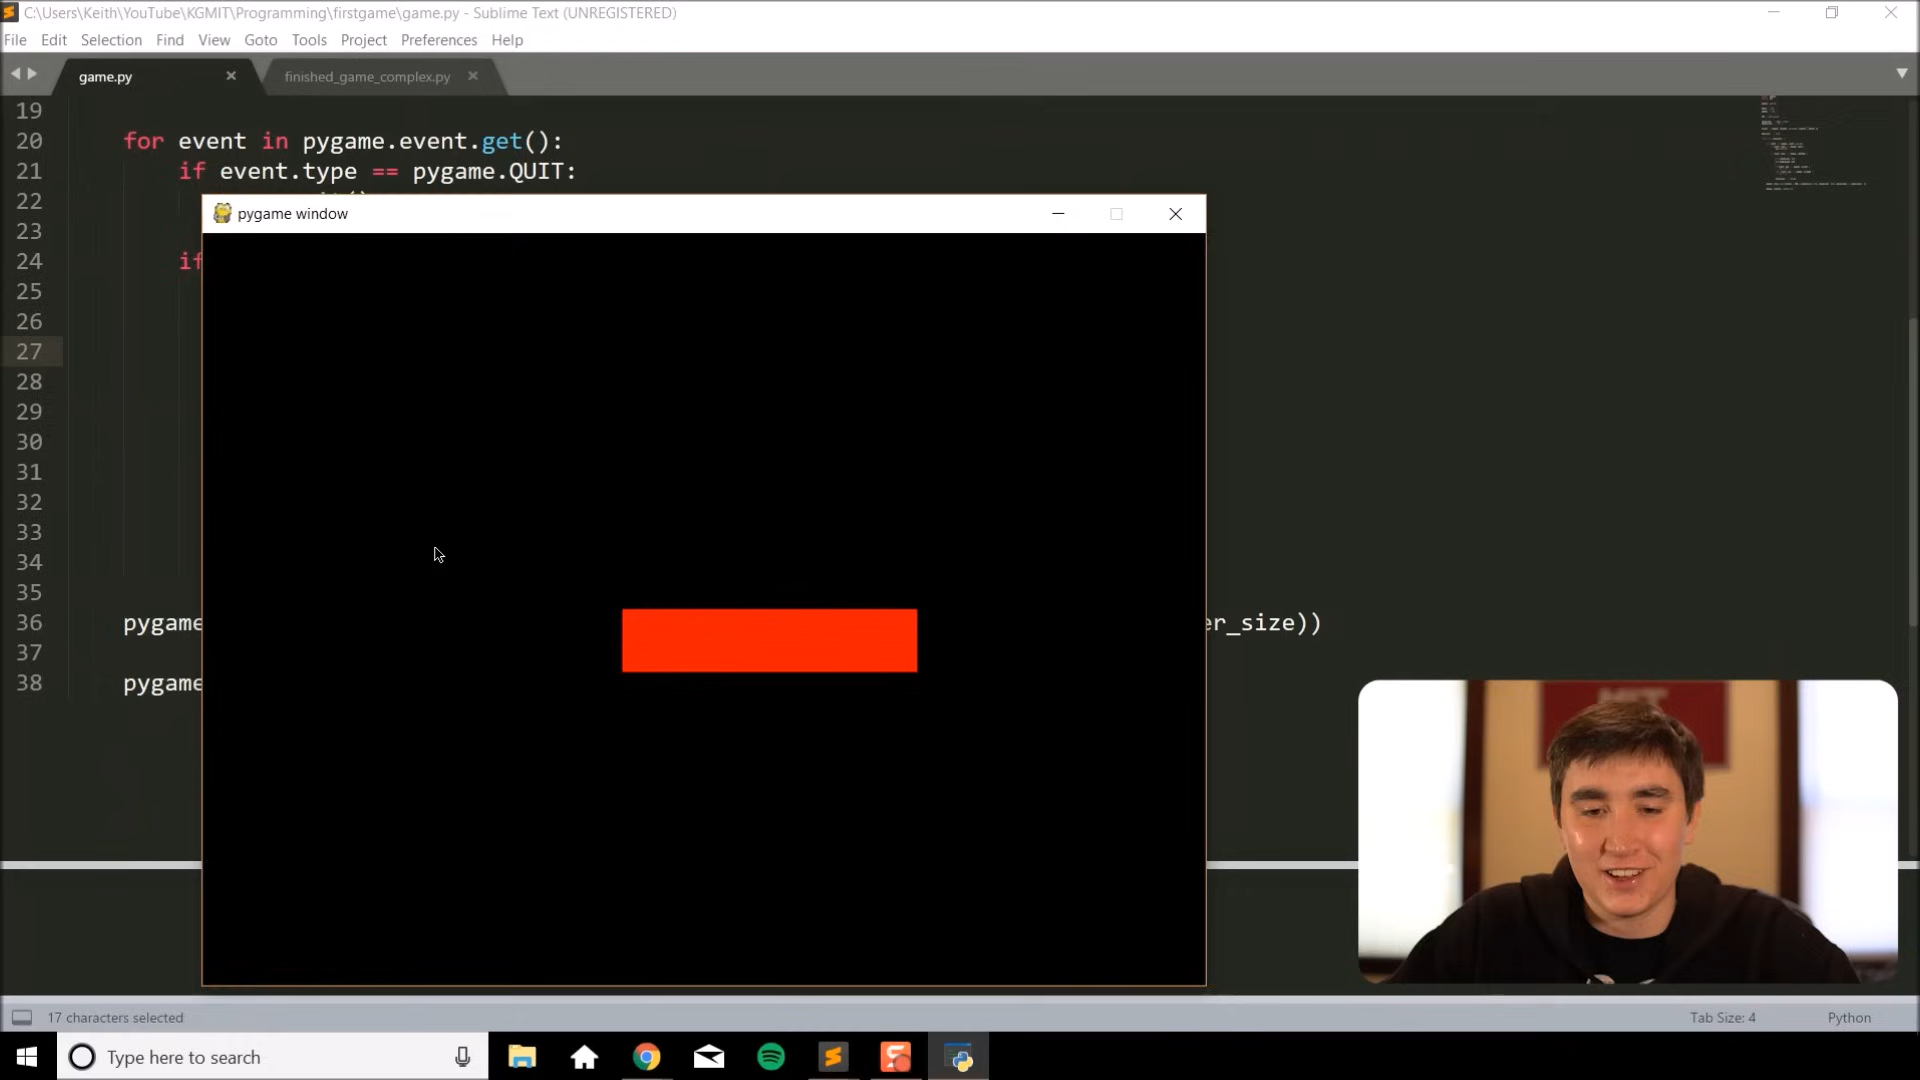 C:\Users\Keith\YouTube\KGMIT\Programming\firstgame\game.py - Sublime Text (UNREGISTERED)
File Edit Selection Find View Goto Tools Project Preferences Help
game.py finished_game_complex.py
19
20 for event in pygame.event.get():
21 if event.type == pygame.QUIT:
22
pygame window
23
24 if
25
26
27
28
29
30
31
32
33
34
35
36 pygame er_size))
37
38 pygame
MIT
17 characters selected Tab Size: 4 Python
Type here to search